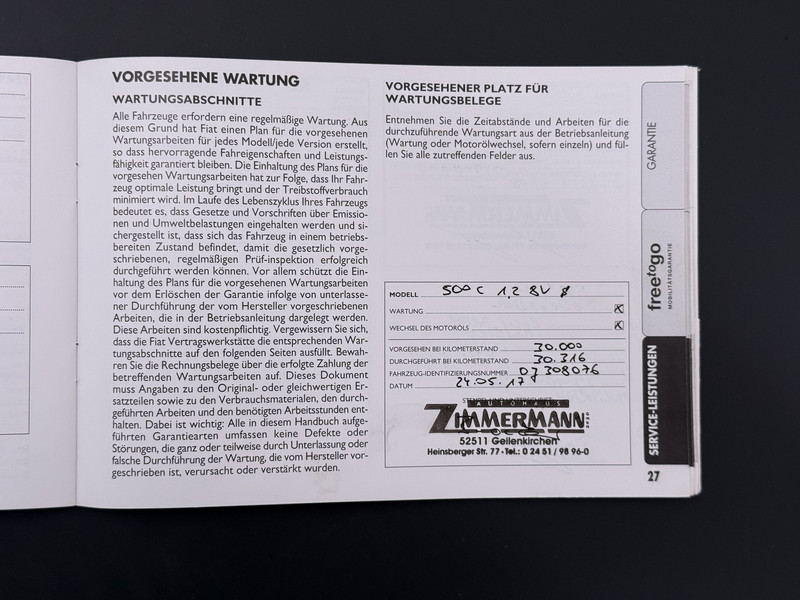 VORGESEHENE WARTUNG
WARTUNGSABSCHNITTE
Alle Fahrzeuge erfordern eine regelmäßige Wartung. Aus
diesem Grund hat Fiat einen Plan für die vorgesehenen
Wartungsarbeiten für jedes Modell/jede Version erstellt,
so dass hervorragende Fahreigenschaften und Leistungs-
fähigkeit garantiert bleiben. Die Einhaltung des Plans für die
vorgesehen Wartungsarbeiten hat zur Folge, dass Ihr Fahr-
zeug optimale Leistung bringt und der Treibstoffverbrauch
minimiert wird. Im Laufe des Lebenszyklus Ihres Fahrzeugs
bedeutet es, dass Gesetze und Vorschriften über Emissio-
nen und Umweltbelastungen eingehalten werden und si-
chergestellt ist, dass sich das Fahrzeug in einem betriebs-
bereiten Zustand befindet, damit die gesetzlich vorge-
schriebenen, regelmäßigen Prüf-inspektion erfolgreich
durchgeführt werden können. Vor allem schützt die Ein-
haltung des Plans für die vorgesehenen Wartungsarbeiten
vor dem Erlöschen der Garantie infolge von unterlasse-
ner Durchführung der vom Hersteller vorgeschriebenen
Arbeiten, die in der Betriebsanleitung dargelegt werden.
Diese Arbeiten sind kostenpflichtig. Vergewissern Sie sich,
dass die Fiat Vertragswerkstätte die entsprechenden War-
tungsabschnitte auf den folgenden Seiten ausfüllt. Bewah-
ren Sie die Rechnungsbelege über die erfolgte Zahlung der
betreffenden Wartungsarbeiten auf. Dieses Dokument
muss Angaben zu den Original- oder gleichwertigen Er-
satzteilen sowie zu den Verbrauchsmaterialen, den durch-
geführten Arbeiten und den benötigten Arbeitsstunden ent-
halten. Dabei ist wichtig: Alle in diesem Handbuch aufge-
führten Garantiearten umfassen keine Defekte oder
Störungen, die ganz oder teilweise durch Unterlassung oder
falsche Durchführung der Wartung, die vom Hersteller vor-
geschrieben ist, verursacht oder verstärkt wurden.
VORGESEHENER PLATZ FÜR
WARTUNGSBELEGE
Entnehmen Sie die Zeitabstände und Arbeiten für die
durchzuführende Wartungsart aus der Betriebsanleitung
(Wartung oder Motorölwechsel, sofern einzeln) und fül-
len Sie alle zutreffenden Felder aus.
MODELL 500 C 1,2 8V
WARTUNG
WECHSEL DES MOTORÖLS
VORGESEHEN BEI KILOMETERSTAND 30.000
DURCHGEFÜHRT BEI KILOMETERSTAND 30.316
FAHRZEUG-IDENTIFIZIERUNGSNUMMER 07308076
DATUM 24.05.17
AUTOHAUS
ZIMMERMANN
52511 Geilenkirchen
Heinsberger Str. 77 · Tel.: 0 24 51 / 98 96-0
GARANTIE
freetogo
MOBILITÄTSGARANTIE
SERVICE-LEISTUNGEN
27